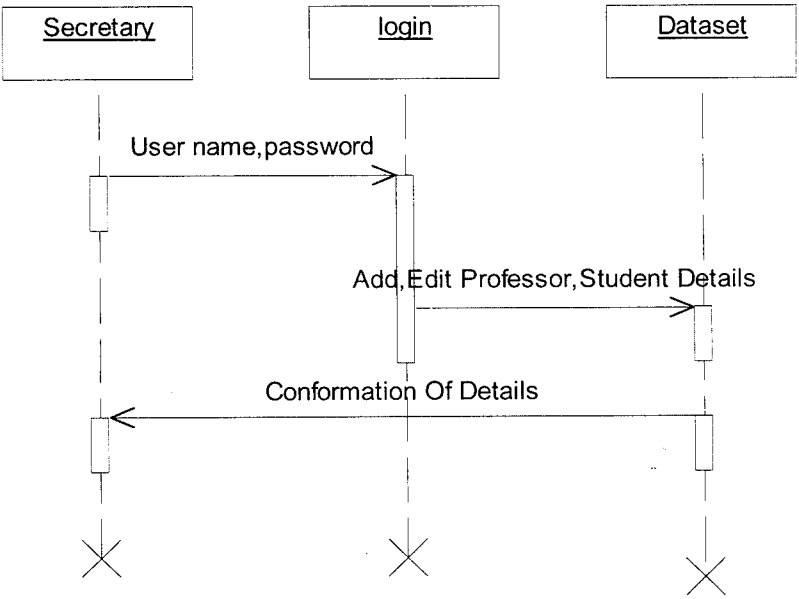 Secretary
login
Dataset
User name,password
Add,Edit Professor,Student Details
Conformation Of Details